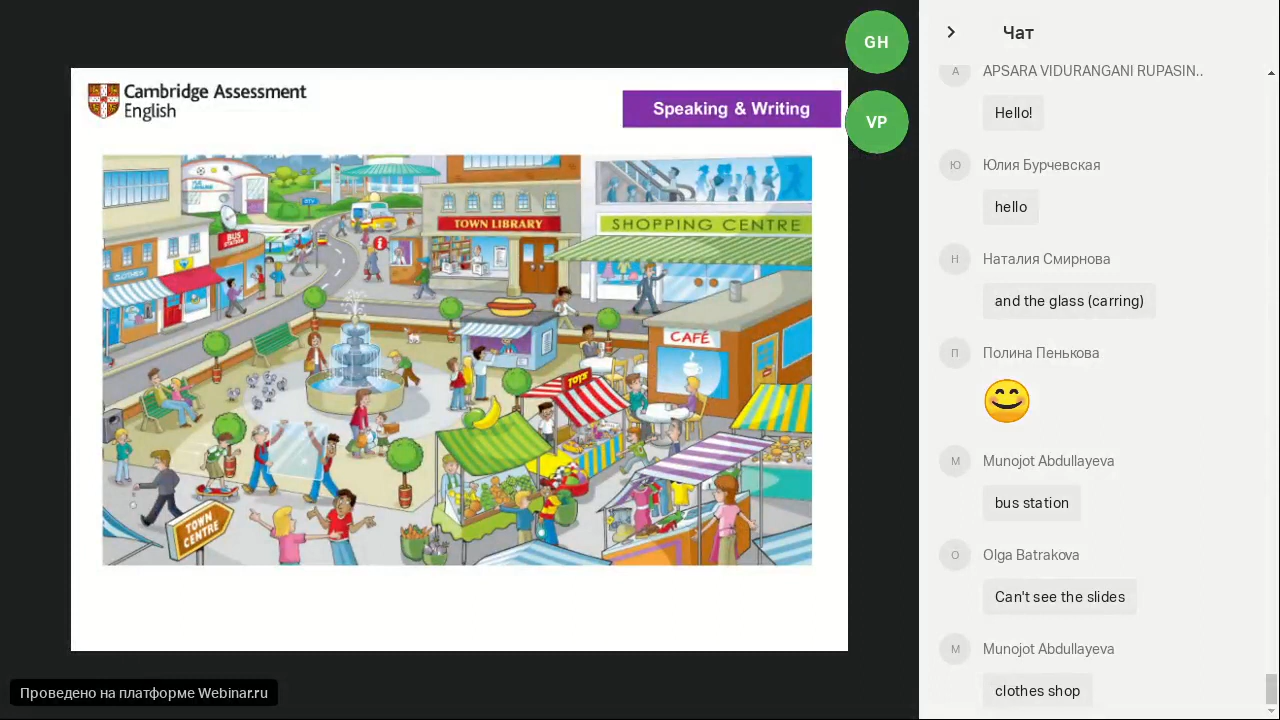 Cambridge Assessment
English
Speaking & Writing
BUS
STATION
TOWN LIBRARY
SHOPPING CENTRE
CLOTHES
i
CAFÉ
TOYS
TOWN
CENTRE
GH
VP
Проведено на платформе Webinar.ru
Чат
A
APSARA VIDURANGANI RUPASIN..
Hello!
Ю
Юлия Бурчевская
hello
Н
Наталия Смирнова
and the glass (carring)
П
Полина Пенькова
M
Munojot Abdullayeva
bus station
O
Olga Batrakova
Can't see the slides
M
Munojot Abdullayeva
clothes shop